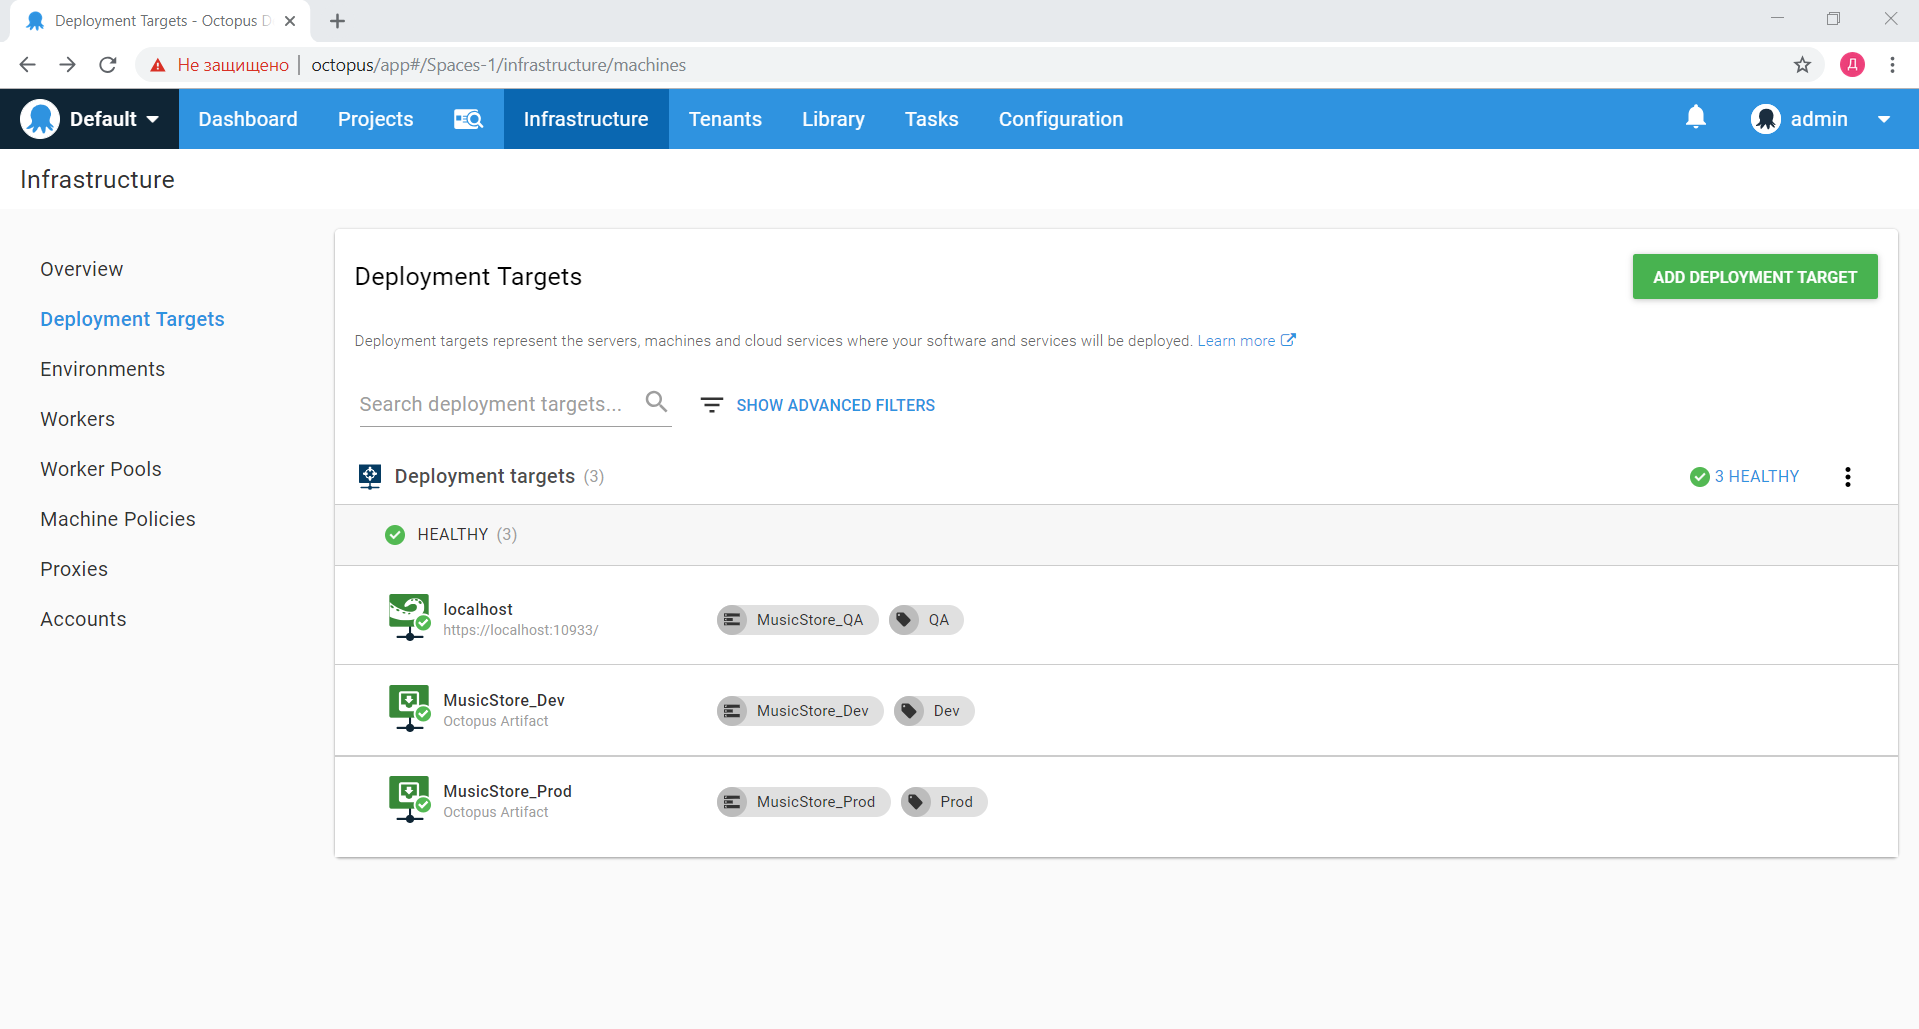 Deployment Targets - Octopus D
Не защищено | octopus/app#/Spaces-1/infrastructure/machines
Д
Default Dashboard Projects Infrastructure Tenants Library Tasks Configuration admin
Infrastructure
Overview
Deployment Targets
Environments
Workers
Worker Pools
Machine Policies
Proxies
Accounts
Deployment Targets
ADD DEPLOYMENT TARGET
Deployment targets represent the servers, machines and cloud services where your software and services will be deployed. Learn more
Search deployment targets...
SHOW ADVANCED FILTERS
Deployment targets (3)
3 HEALTHY
HEALTHY (3)
localhost
https://localhost:10933/
MusicStore_QA QA
MusicStore_Dev
Octopus Artifact
MusicStore_Dev Dev
MusicStore_Prod
Octopus Artifact
MusicStore_Prod Prod